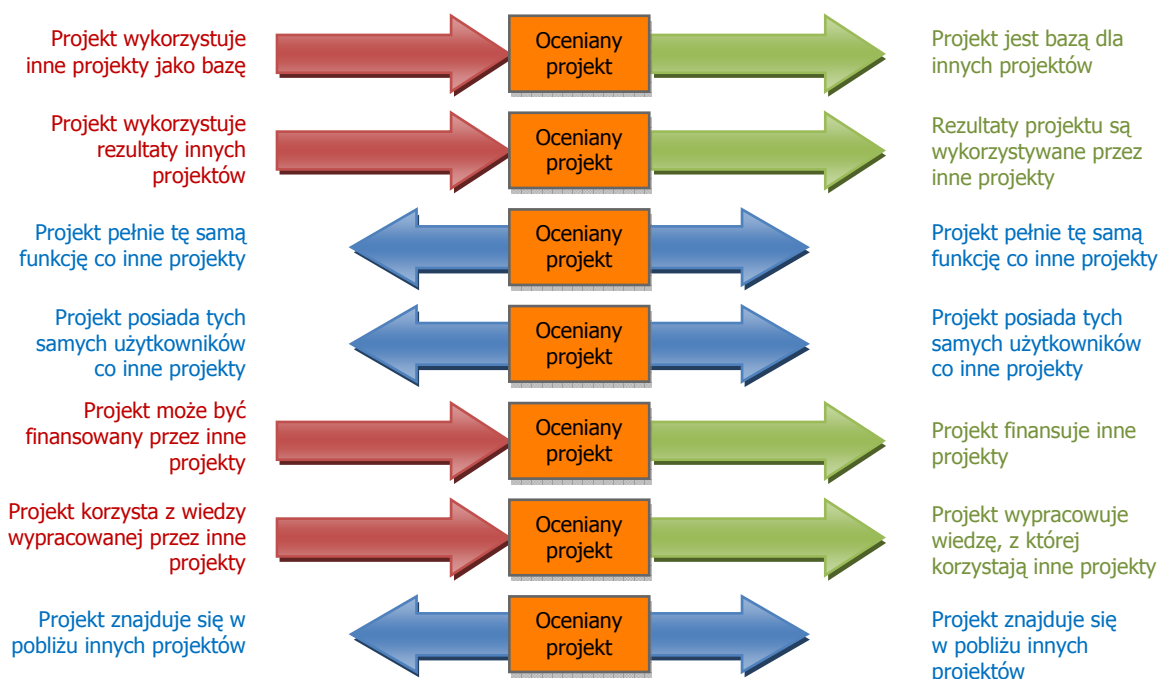 Projekt wykorzystuje
inne projekty jako bazę
Oceniany
projekt
Projekt jest bazą dla
innych projektów
Projekt wykorzystuje
rezultaty innych
projektów
Oceniany
projekt
Rezultaty projektu są
wykorzystywane przez
inne projekty
Projekt pełnie tę samą
funkcję co inne projekty
Oceniany
projekt
Projekt pełnie tę samą
funkcję co inne projekty
Projekt posiada tych
samych użytkowników
co inne projekty
Oceniany
projekt
Projekt posiada tych
samych użytkowników
co inne projekty
Projekt może być
finansowany przez inne
projekty
Oceniany
projekt
Projekt finansuje inne
projekty
Projekt korzysta z wiedzy
wypracowanej przez inne
projekty
Oceniany
projekt
Projekt wypracowuje
wiedzę, z której
korzystają inne projekty
Projekt znajduje się w
pobliżu innych projektów
Oceniany
projekt
Projekt znajduje się
w pobliżu innych
projektów